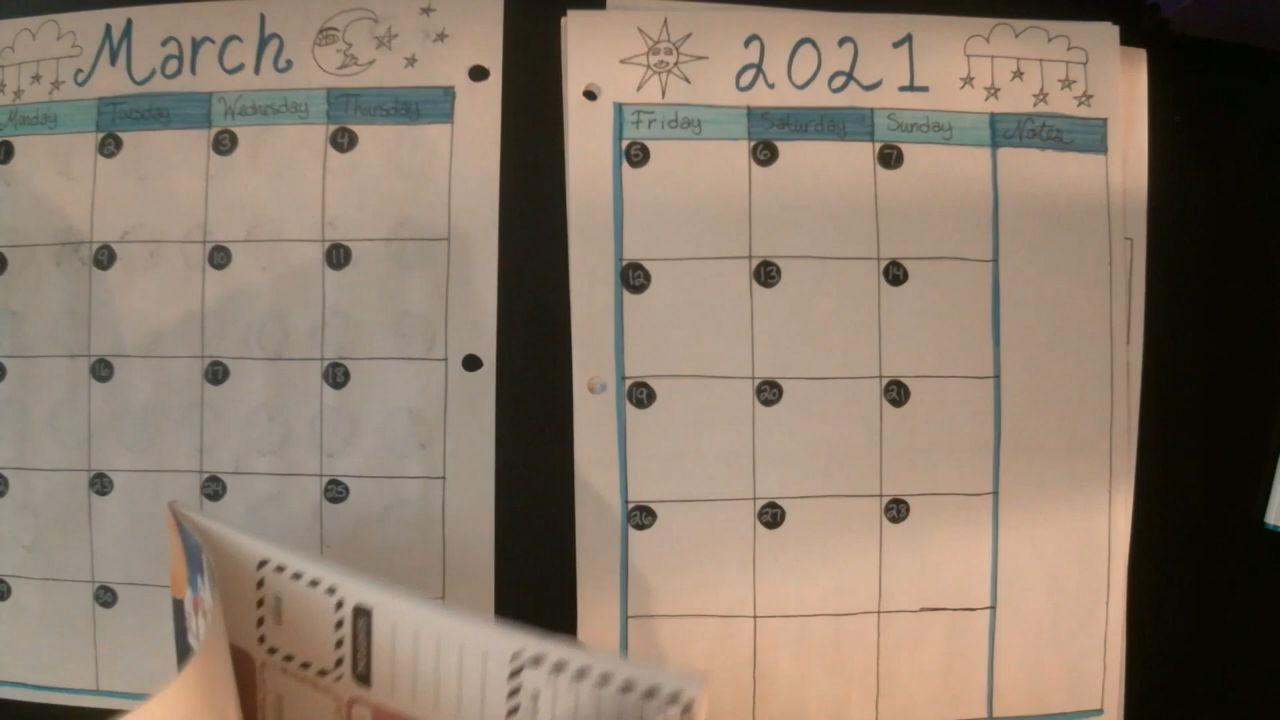 March 2021
Monday Tuesday Wednesday Thursday Friday Saturday Sunday Notes
1 2 3 4 5 6 7
9 10 11 12 13 14
16 17 18 19 20 21
23 24 25 26 27 28
30